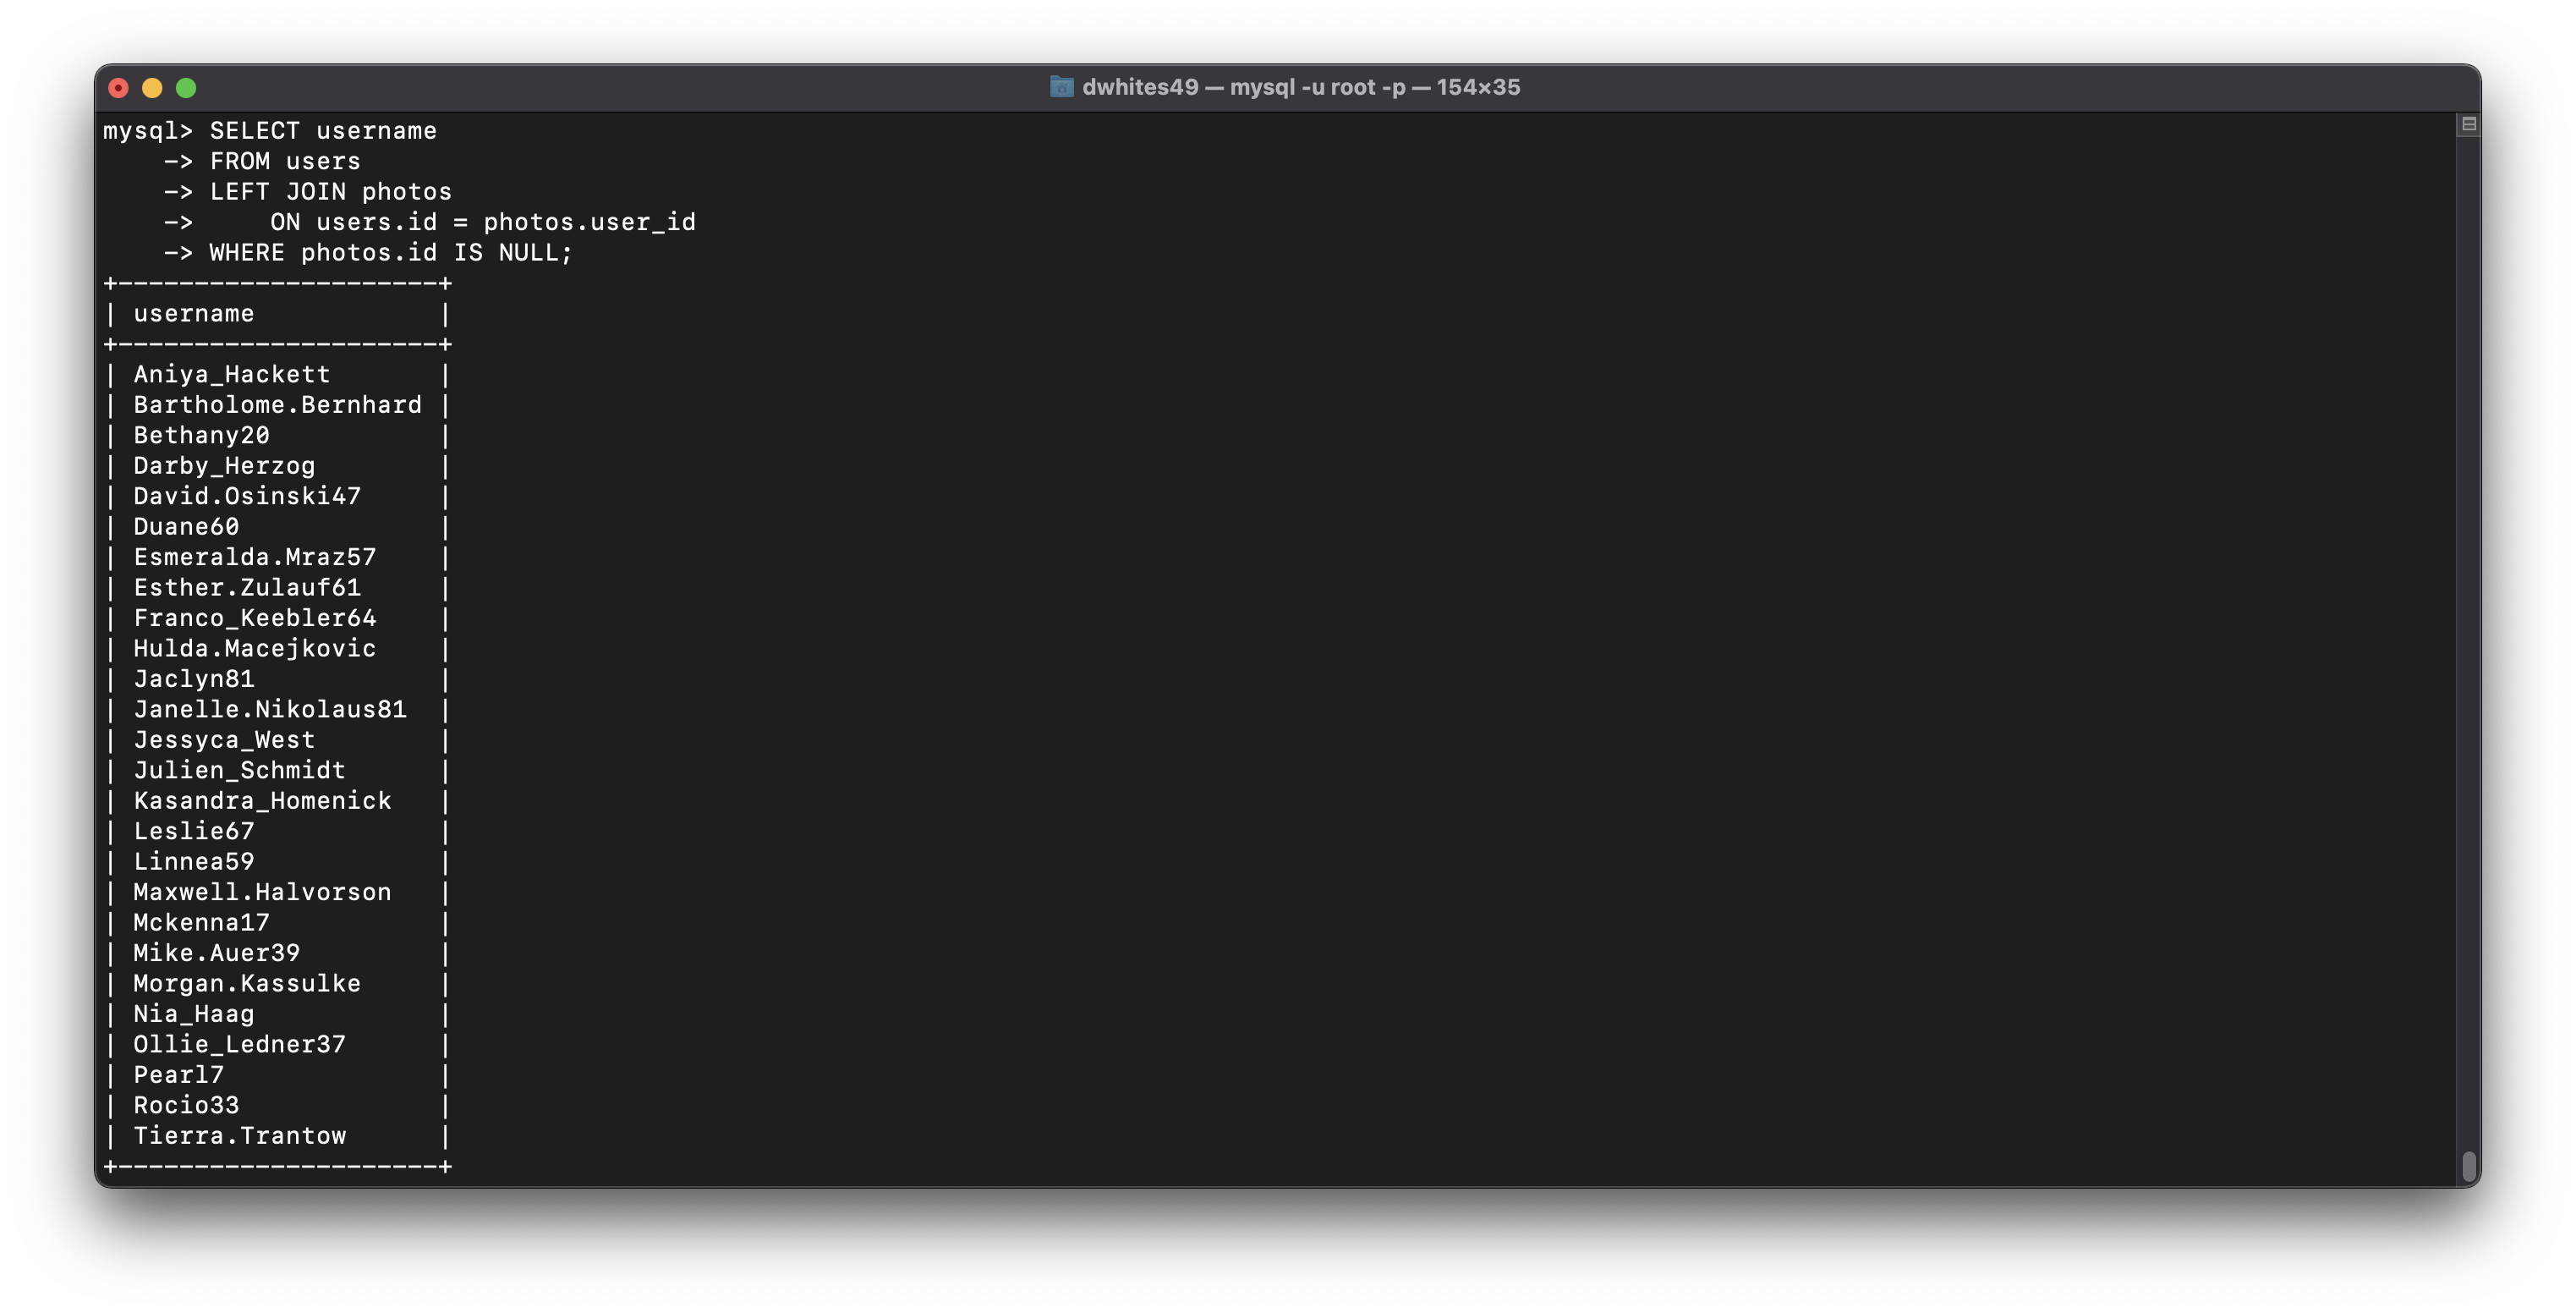 dwhites49 — mysql -u root -p — 154×35
mysql> SELECT username
    -> FROM users
    -> LEFT JOIN photos
    ->     ON users.id = photos.user_id
    -> WHERE photos.id IS NULL;
+---------------------+
| username            |
+---------------------+
| Aniya_Hackett       |
| Bartholome.Bernhard |
| Bethany20           |
| Darby_Herzog        |
| David.Osinski47     |
| Duane60             |
| Esmeralda.Mraz57    |
| Esther.Zulauf61     |
| Franco_Keebler64    |
| Hulda.Macejkovic    |
| Jaclyn81            |
| Janelle.Nikolaus81  |
| Jessyca_West        |
| Julien_Schmidt      |
| Kasandra_Homenick   |
| Leslie67            |
| Linnea59            |
| Maxwell.Halvorson   |
| Mckenna17           |
| Mike.Auer39         |
| Morgan.Kassulke     |
| Nia_Haag            |
| Ollie_Ledner37      |
| Pearl7              |
| Rocio33             |
| Tierra.Trantow      |
+---------------------+